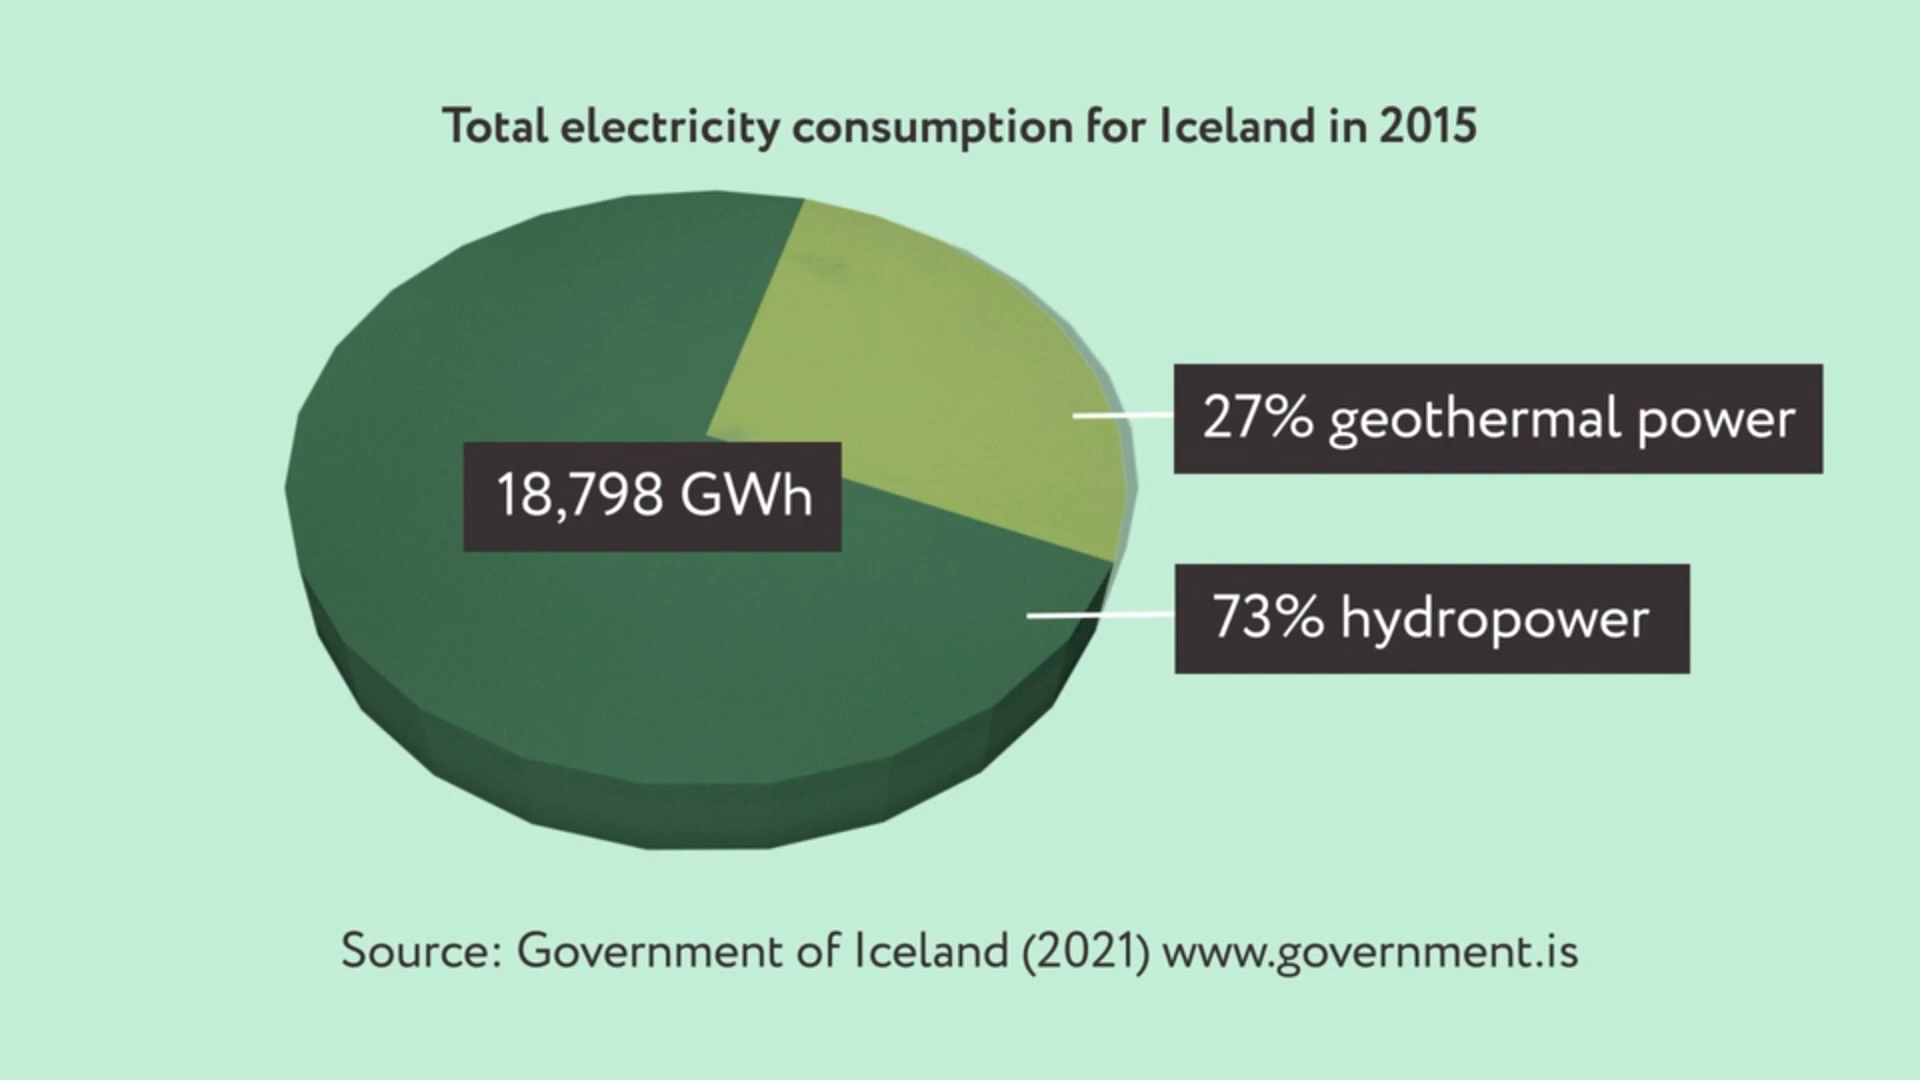 Total electricity consumption for Iceland in 2015
27% geothermal power
18,798 GWh
73% hydropower
Source: Government of Iceland (2021) www.government.is